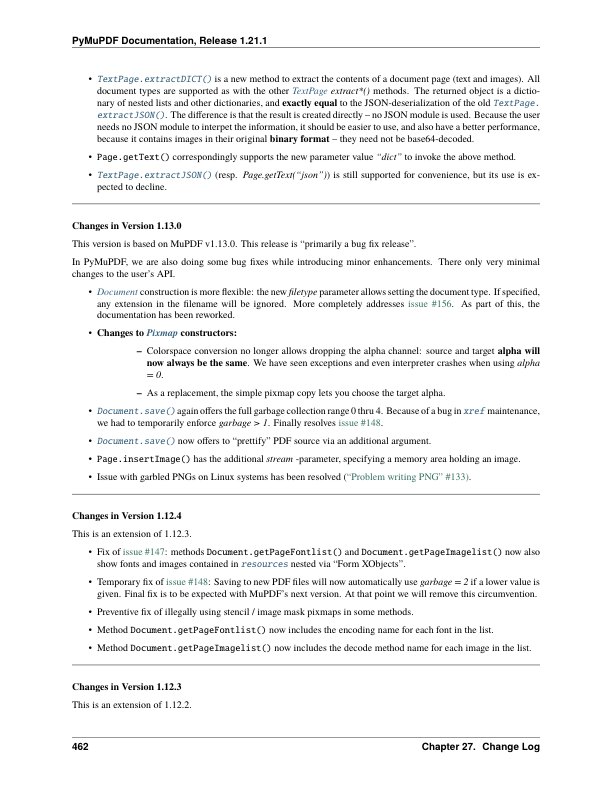 PyMuPDF Documentation, Release 1.21.1
• TextPage.extractDICT() is a new method to extract the contents of a document page (text and images). All
document types are supported as with the other TextPage extract*() methods. The returned object is a dictio-
nary of nested lists and other dictionaries, and exactly equal to the JSON-deserialization of the old TextPage.
extractJSON(). The difference is that the result is created directly – no JSON module is used. Because the user
needs no JSON module to interpet the information, it should be easier to use, and also have a better performance,
because it contains images in their original binary format – they need not be base64-decoded.
• Page.getText() correspondingly supports the new parameter value “dict” to invoke the above method.
• TextPage.extractJSON() (resp. Page.getText(“json”)) is still supported for convenience, but its use is ex-
pected to decline.
Changes in Version 1.13.0
This version is based on MuPDF v1.13.0. This release is “primarily a bug fix release”.
In PyMuPDF, we are also doing some bug fixes while introducing minor enhancements. There only very minimal
changes to the user’s API.
• Document construction is more flexible: the new filetype parameter allows setting the document type. If specified,
any extension in the filename will be ignored. More completely addresses issue #156. As part of this, the
documentation has been reworked.
• Changes to Pixmap constructors:
– Colorspace conversion no longer allows dropping the alpha channel: source and target alpha will
now always be the same. We have seen exceptions and even interpreter crashes when using alpha
= 0.
– As a replacement, the simple pixmap copy lets you choose the target alpha.
• Document.save() again offers the full garbage collection range 0 thru 4. Because of a bug in xref maintenance,
we had to temporarily enforce garbage > 1. Finally resolves issue #148.
• Document.save() now offers to “prettify” PDF source via an additional argument.
• Page.insertImage() has the additional stream -parameter, specifying a memory area holding an image.
• Issue with garbled PNGs on Linux systems has been resolved (“Problem writing PNG” #133).
Changes in Version 1.12.4
This is an extension of 1.12.3.
• Fix of issue #147: methods Document.getPageFontlist() and Document.getPageImagelist() now also
show fonts and images contained in resources nested via “Form XObjects”.
• Temporary fix of issue #148: Saving to new PDF files will now automatically use garbage = 2 if a lower value is
given. Final fix is to be expected with MuPDF’s next version. At that point we will remove this circumvention.
• Preventive fix of illegally using stencil / image mask pixmaps in some methods.
• Method Document.getPageFontlist() now includes the encoding name for each font in the list.
• Method Document.getPageImagelist() now includes the decode method name for each image in the list.
Changes in Version 1.12.3
This is an extension of 1.12.2.
462 Chapter 27. Change Log